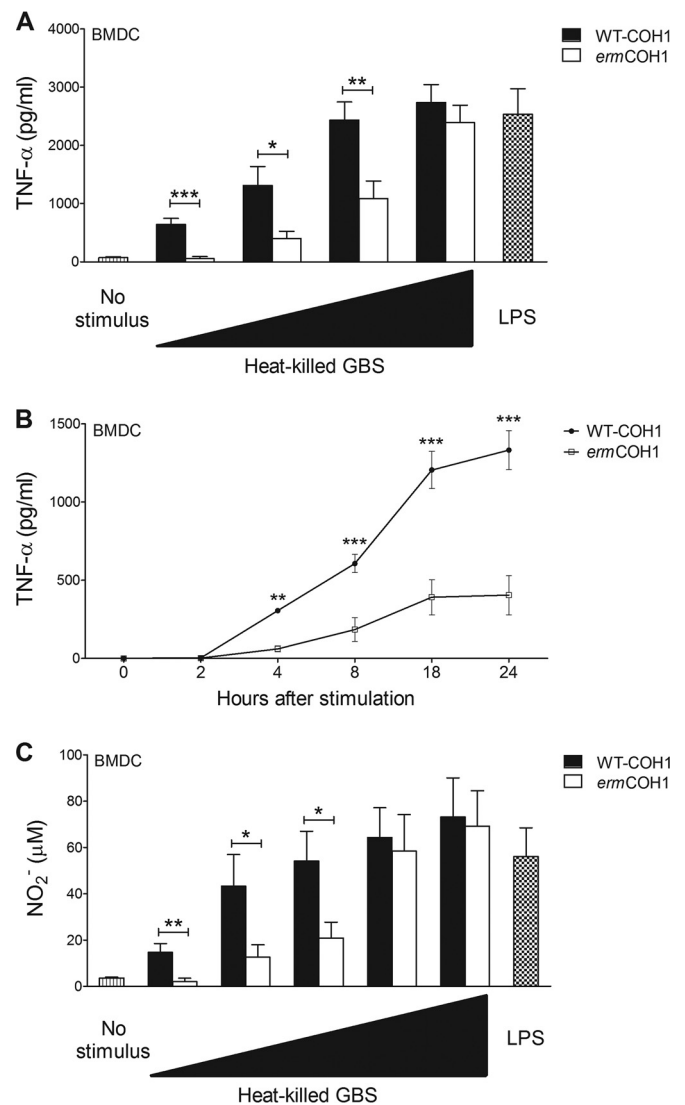 A
BMDC
WT-COH1
ermCOH1
TNF-α (pg/ml)
4000
3000
2000
1000
0
***
*
**
No
stimulus
LPS
Heat-killed GBS
B
BMDC
WT-COH1
ermCOH1
TNF-α (pg/ml)
1500
1000
500
0
**
***
***
***
0 2 4 8 18 24
Hours after stimulation
C
BMDC
WT-COH1
ermCOH1
NO₂⁻ (μM)
100
80
60
40
20
0
**
*
*
No
stimulus
LPS
Heat-killed GBS